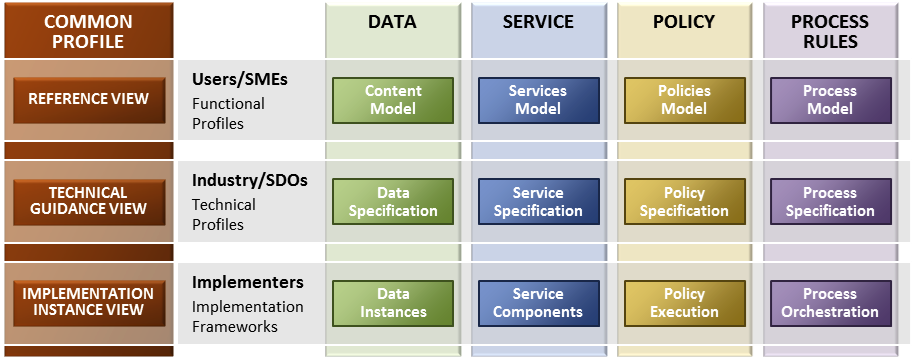 COMMON
PROFILE
DATA
SERVICE
POLICY
PROCESS
RULES
REFERENCE VIEW
Users/SMEs
Functional
Profiles
Content
Model
Services
Model
Policies
Model
Process
Model
TECHNICAL
GUIDANCE VIEW
Industry/SDOs
Technical
Profiles
Data
Specification
Service
Specification
Policy
Specification
Process
Specification
IMPLEMENTATION
INSTANCE VIEW
Implementers
Implementation
Frameworks
Data
Instances
Service
Components
Policy
Execution
Process
Orchestration